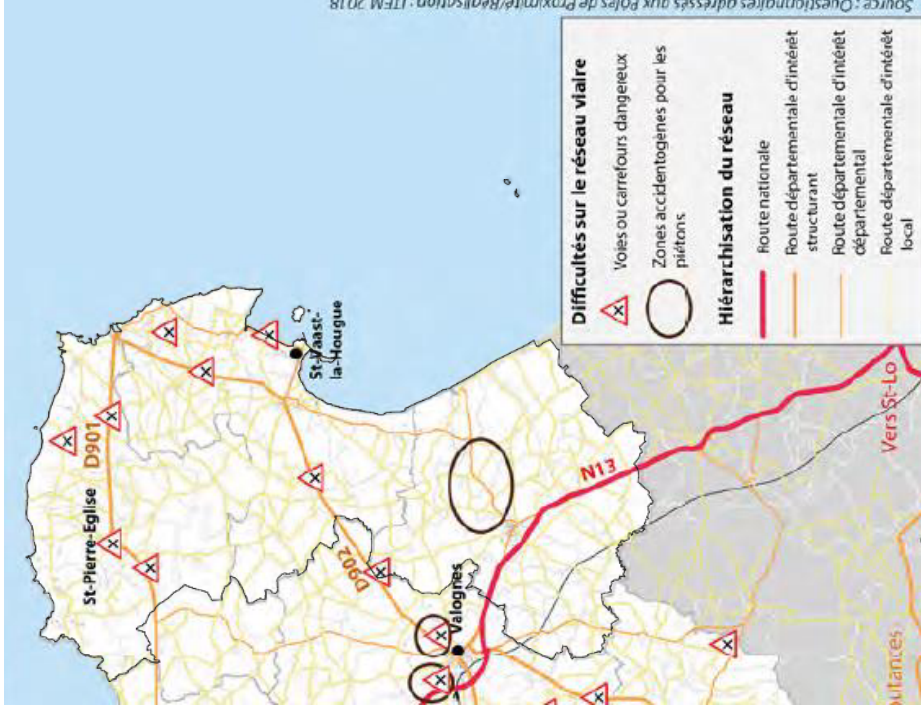 Source : Questionnaires adressés aux Pôles de Proximité/Réalisation : ITEM 2018
Difficultés sur le réseau viaire
Voies ou carrefours dangereux
Zones accidentogènes pour les
piétons
Hiérarchisation du réseau
Route nationale
Route départementale d'intérêt
structurant
Route départementale d'intérêt
départemental
Route départementale d'intérêt
local
St-Pierre-Eglise
D901
St-Vaast-
la-Hougue
D902
Valognes
N13
Vers St-Lo
outances